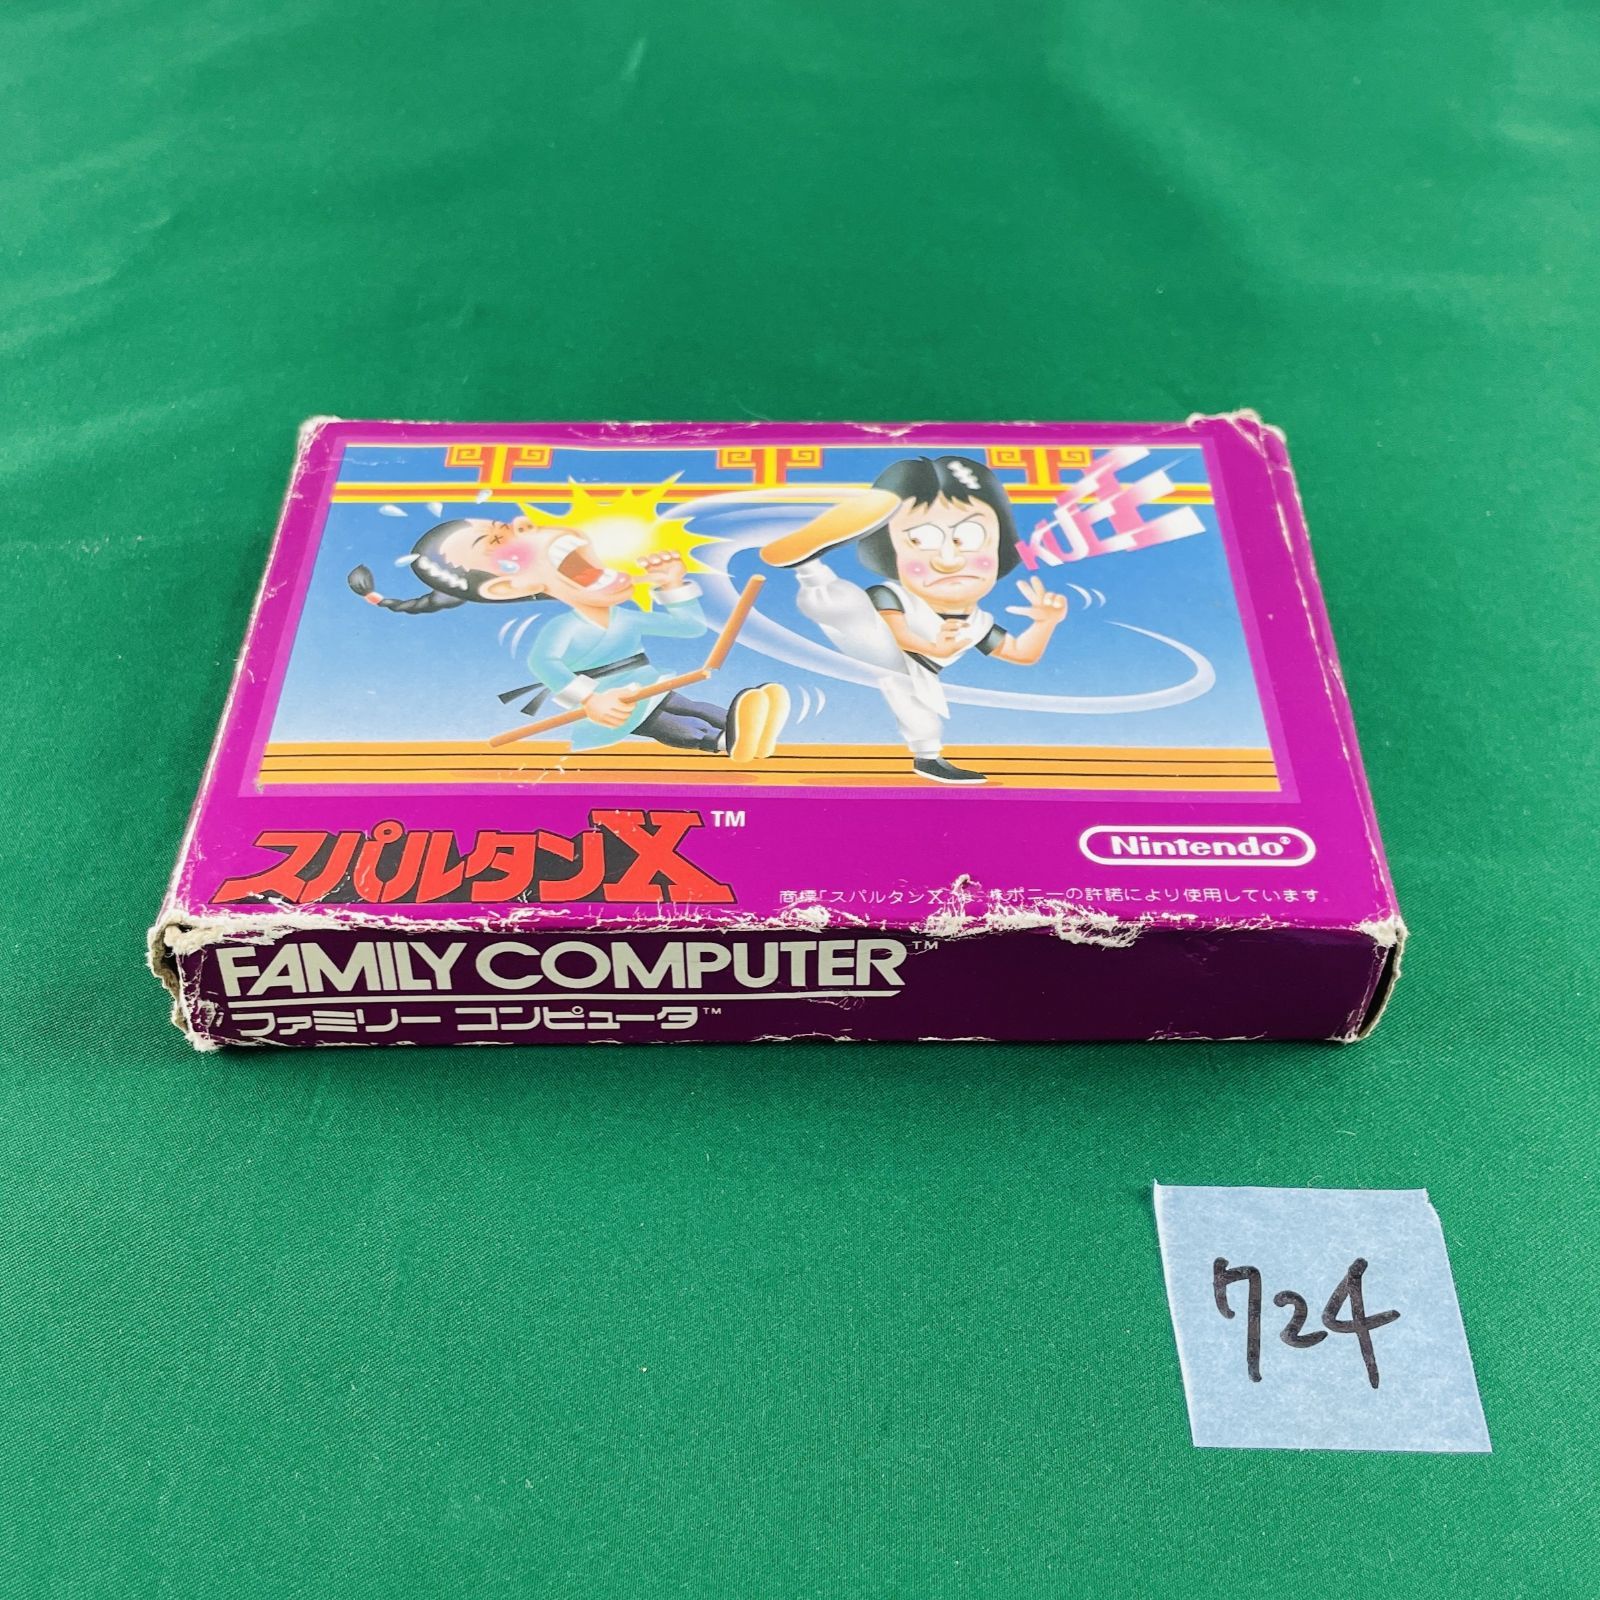 KUEEE
スパルタンX™
Nintendo®
商標「スパルタンX」は、株ポニーの許諾により使用しています。
FAMILY COMPUTER™
ファミリー コンピュータ™
724